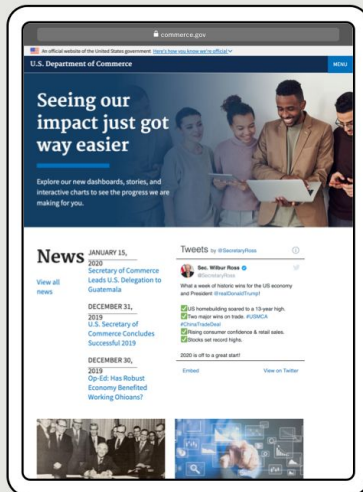 commerce.gov
An official website of the United States government Here's how you know we're official
U.S. Department of Commerce
MENU
Seeing our
impact just got
way easier
Explore our new dashboards, stories, and
interactive charts to see the progress we are
making for you.
News
View all
news
JANUARY 15,
2020
Secretary of Commerce
Leads U.S. Delegation to
Guatemala
DECEMBER 31,
2019
U.S. Secretary of
Commerce Concludes
Successful 2019
DECEMBER 30,
2019
Op-Ed: Has Robust
Economy Benefited
Working Ohioans?
Tweets by @SecretaryRoss
Sec. Wilbur Ross
@SecretaryRoss
What a week of historic wins for the US economy
and President @realDonaldTrump!
✅US homebuilding soared to a 13-year high.
✅Two major wins on trade. #USMCA
#ChinaTradeDeal
✅Rising consumer confidence & retail sales.
✅Stocks set record highs.
2020 is off to a great start!
Embed
View on Twitter